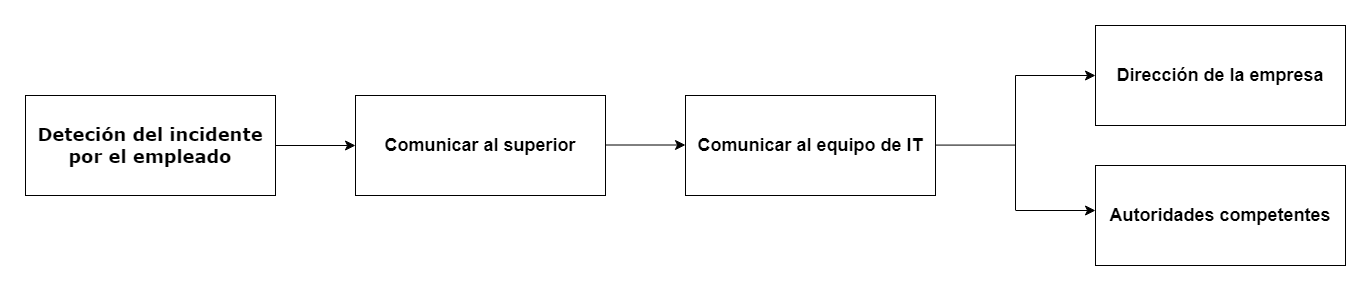 Deteción del incidente
por el empleado
Comunicar al superior
Comunicar al equipo de IT
Dirección de la empresa
Autoridades competentes